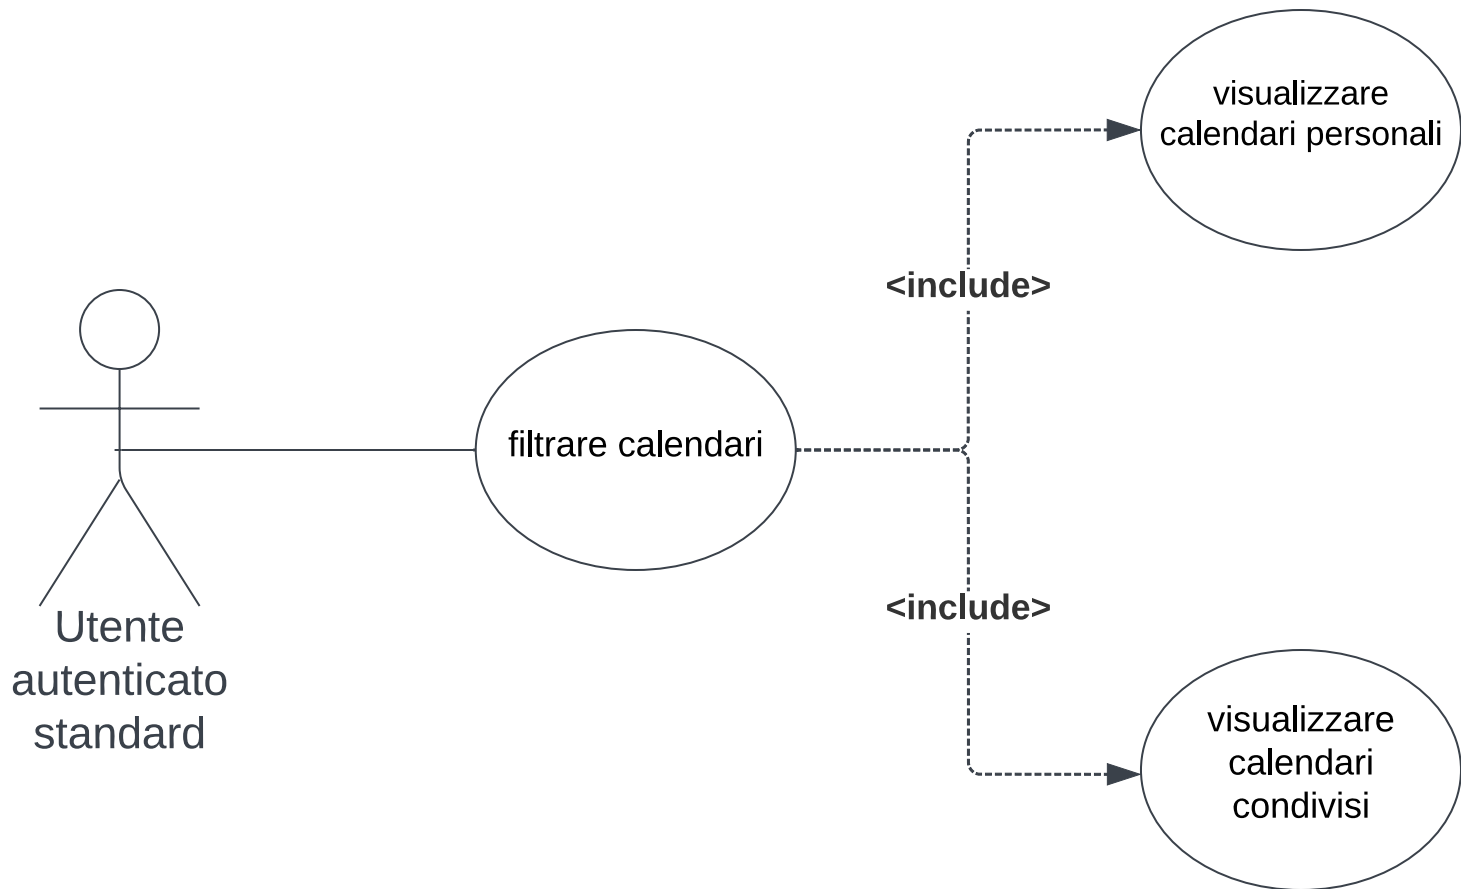 visualizzare
calendari personali
<include>
filtrare calendari
<include>
Utente
autenticato
standard
visualizzare
calendari
condivisi